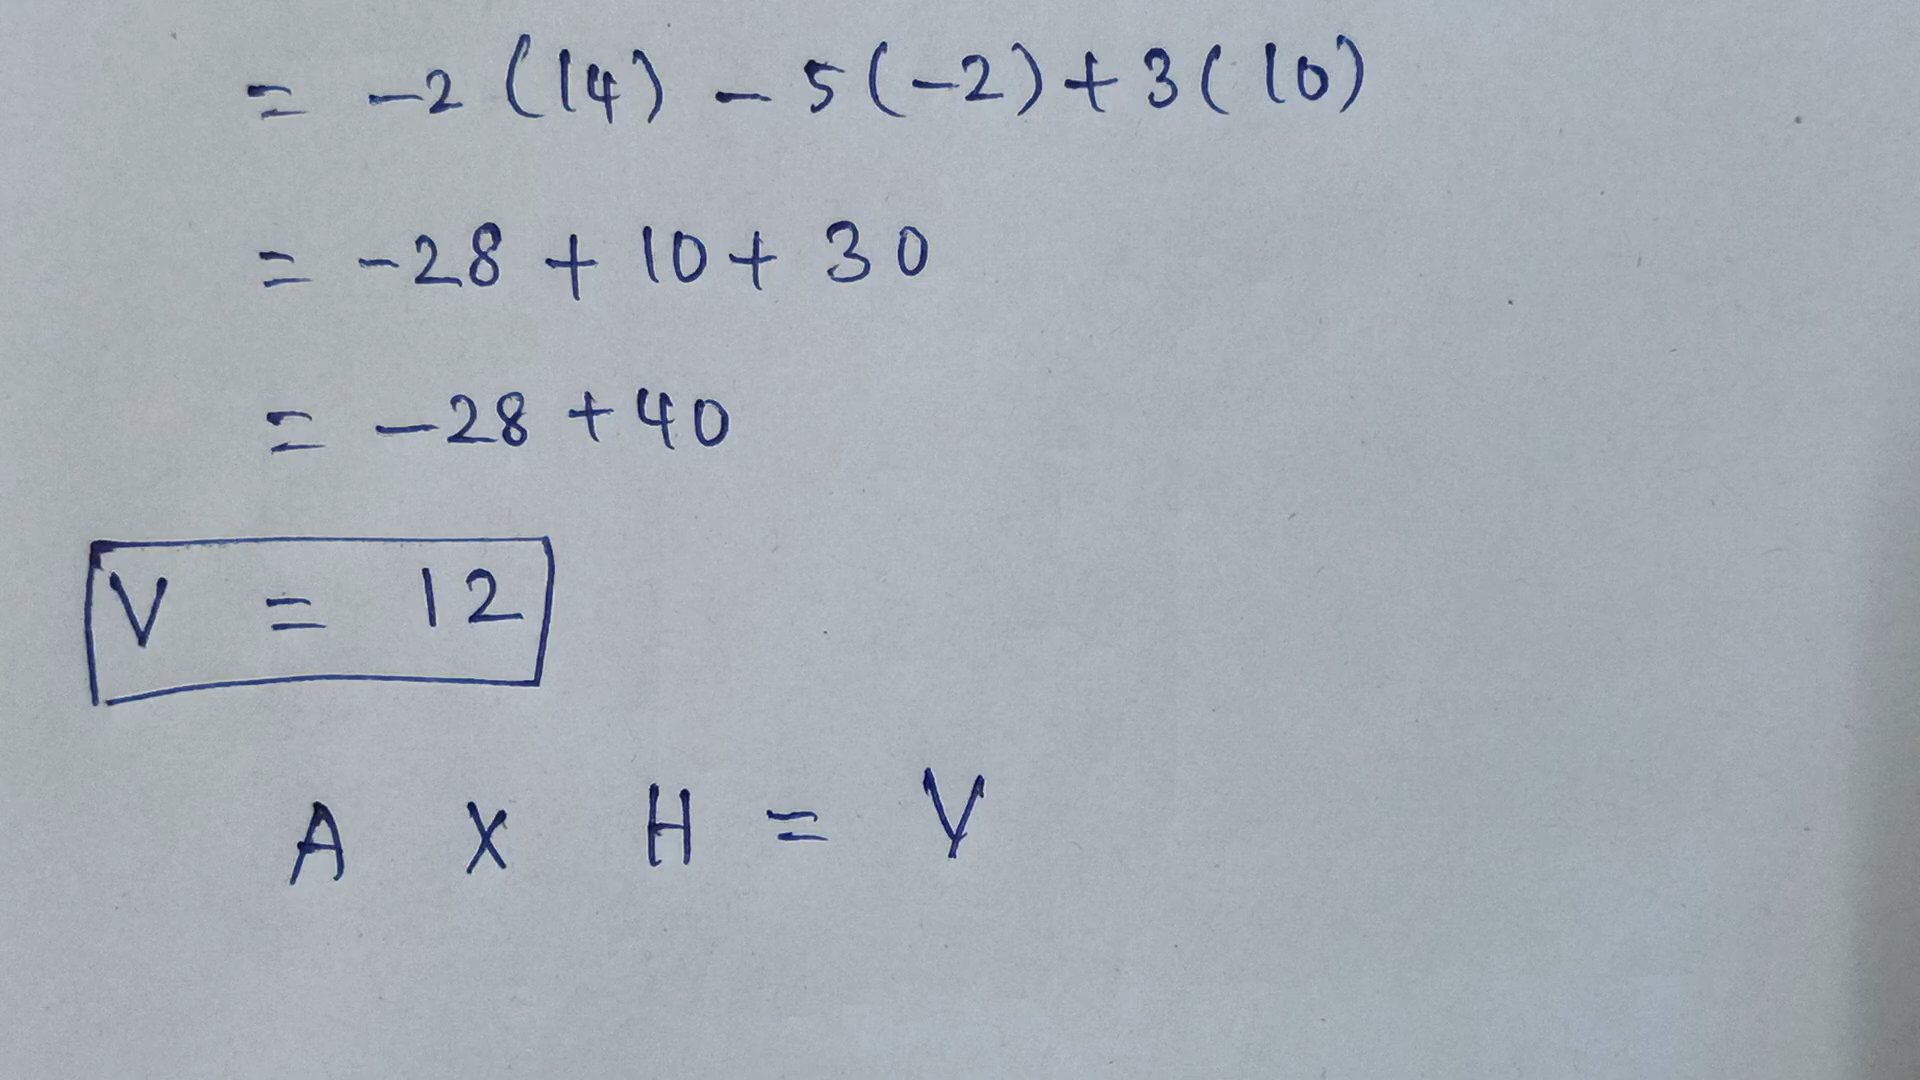 = -2 (14) - 5(-2) + 3(10)
= -28 + 10 + 30
= -28 + 40
V = 12
A X H = V